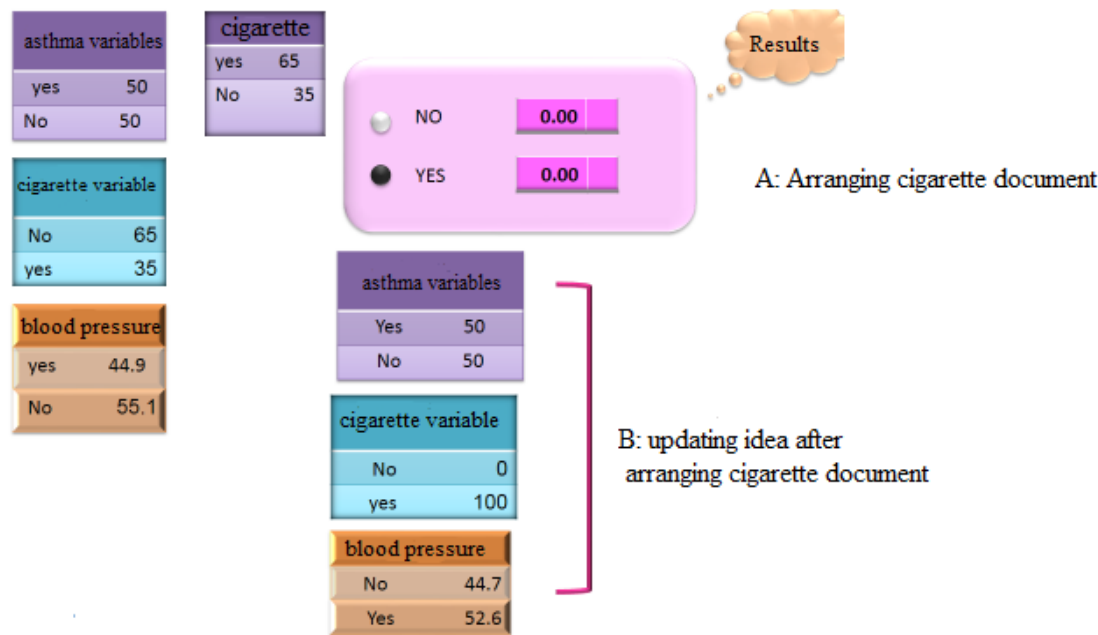 asthma variables
yes 50
No 50
cigarette
yes 65
No 35
Results
NO 0.00
YES 0.00
A: Arranging cigarette document
cigarette variable
No 65
yes 35
blood pressure
yes 44.9
No 55.1
asthma variables
Yes 50
No 50
cigarette variable
No 0
yes 100
blood pressure
No 44.7
Yes 52.6
B: updating idea after
arranging cigarette document